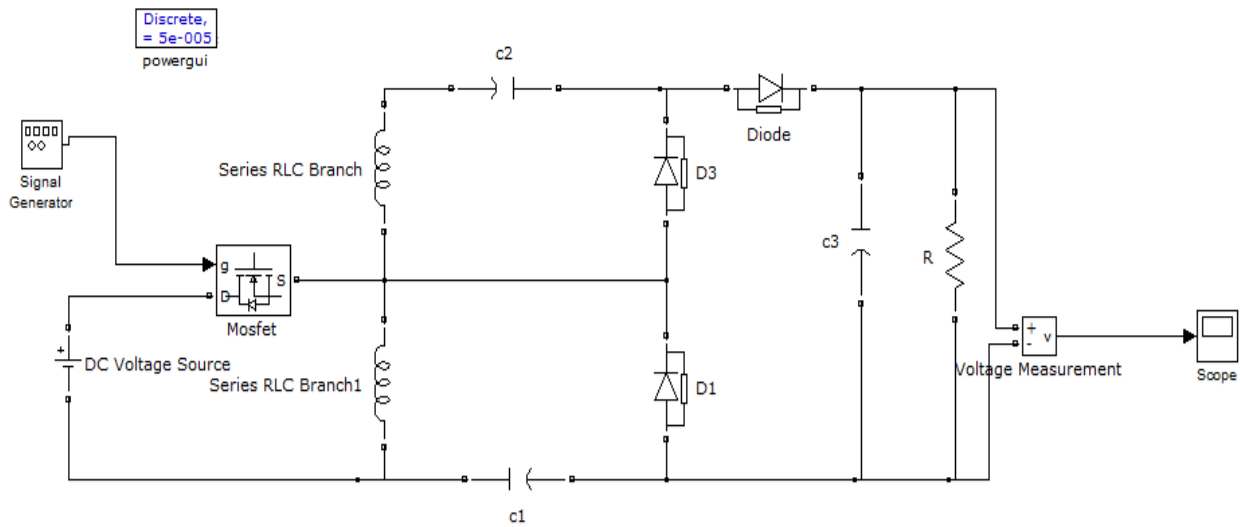 Discrete,
= 5e-005
powergui
c2
Diode
Series RLC Branch
D3
Signal
Generator
g
D
S
Mosfet
c3
R
+
DC Voltage Source
Series RLC Branch1
D1
+
-
v
Voltage Measurement
Scope
c1